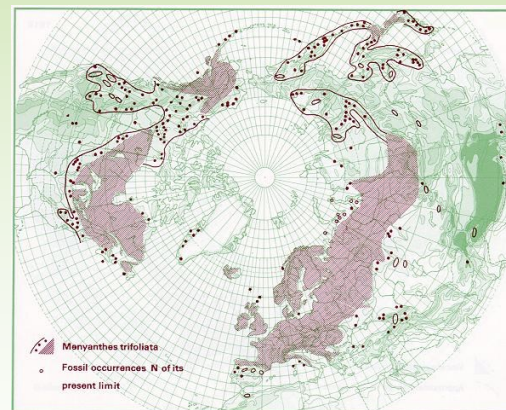 Menyanthes trifoliata
Fossil occurrences N of its
present limit